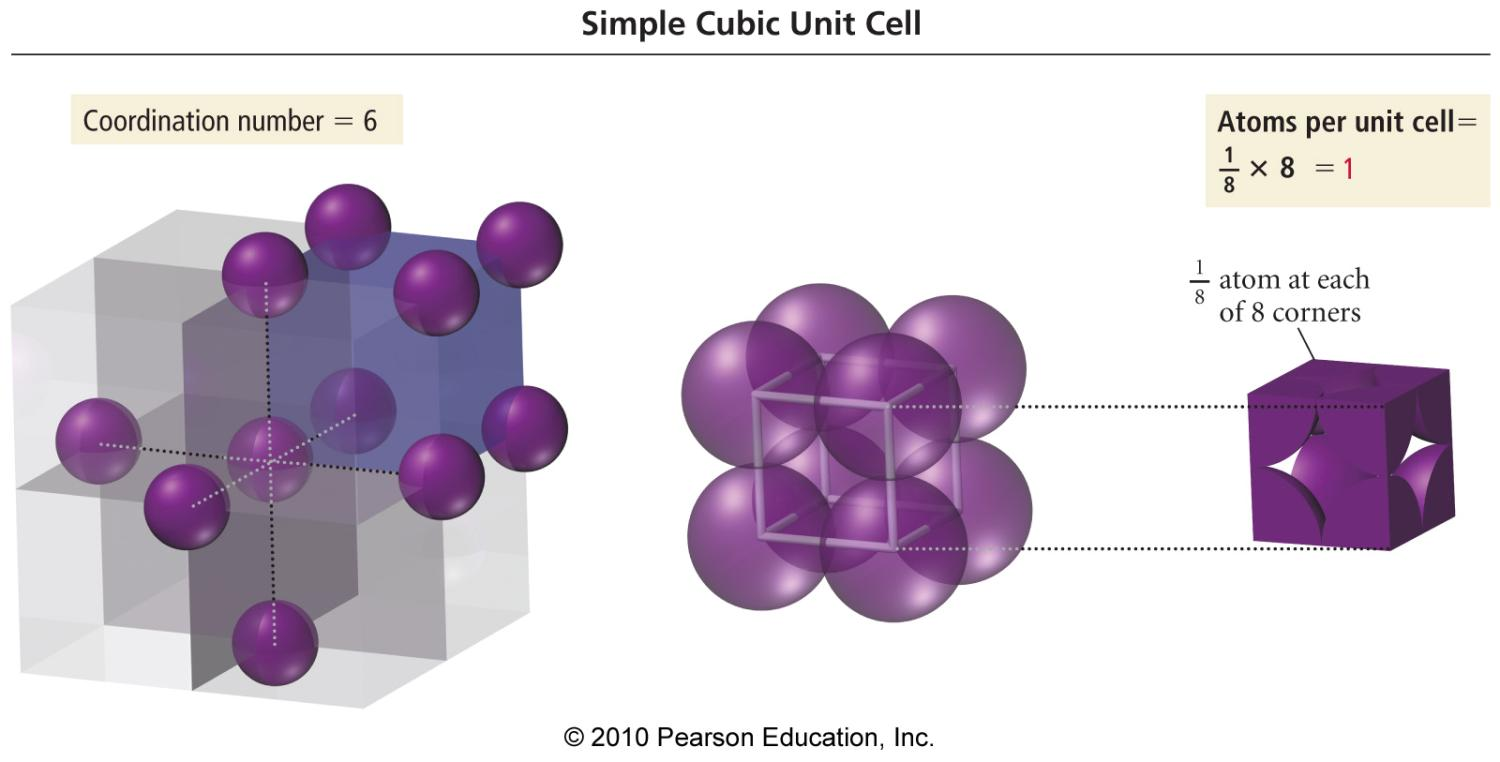 Simple Cubic Unit Cell
Coordination number = 6
Atoms per unit cell=
1/8 × 8 = 1
1/8 atom at each
of 8 corners
© 2010 Pearson Education, Inc.